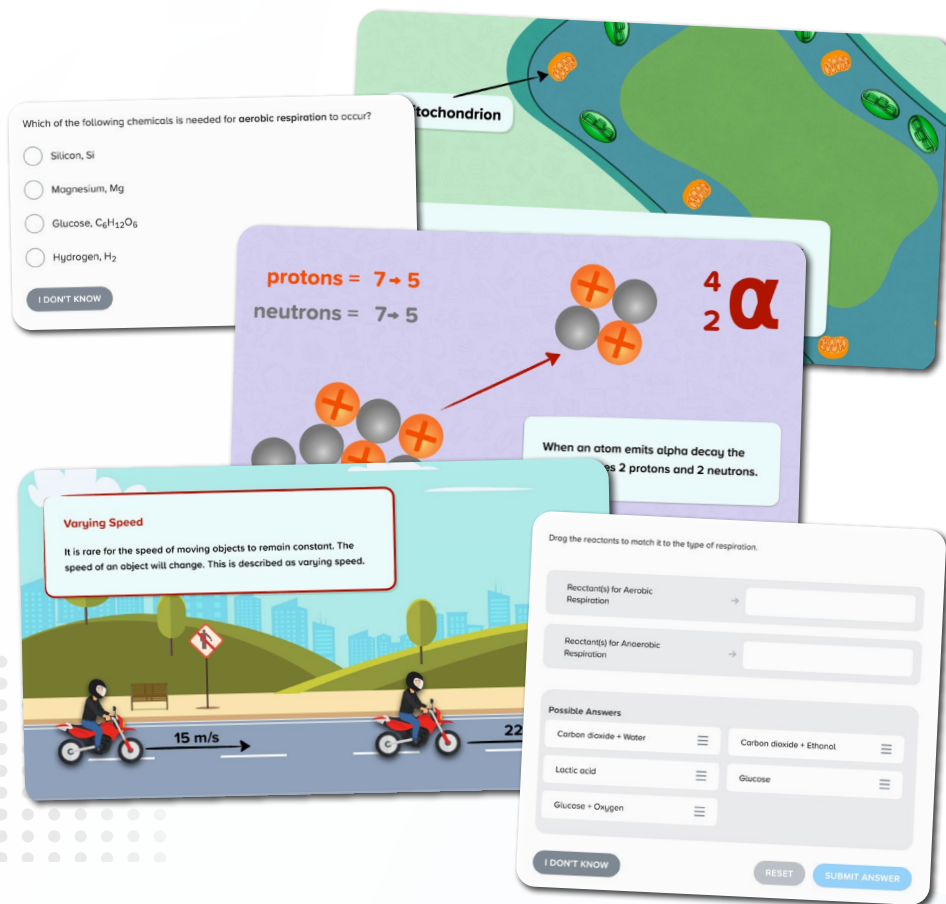 tochondrion
Which of the following chemicals is needed for aerobic respiration to occur?
Silicon, Si
Magnesium, Mg
Glucose, C₆H₁₂O₆
Hydrogen, H₂
I DON'T KNOW
protons = 7→ 5
neutrons = 7→ 5
4
2 α
When an atom emits alpha decay the
es 2 protons and 2 neutrons.
Varying Speed
It is rare for the speed of moving objects to remain constant. The
speed of an object will change. This is described as varying speed.
15 m/s
22
Drag the reactants to match it to the type of respiration.
Reactant(s) for Aerobic
Respiration
Reactant(s) for Anaerobic
Respiration
Possible Answers
Carbon dioxide + Water
Carbon dioxide + Ethanol
Lactic acid
Glucose
Glucose + Oxygen
I DON'T KNOW
RESET
SUBMIT ANSWER